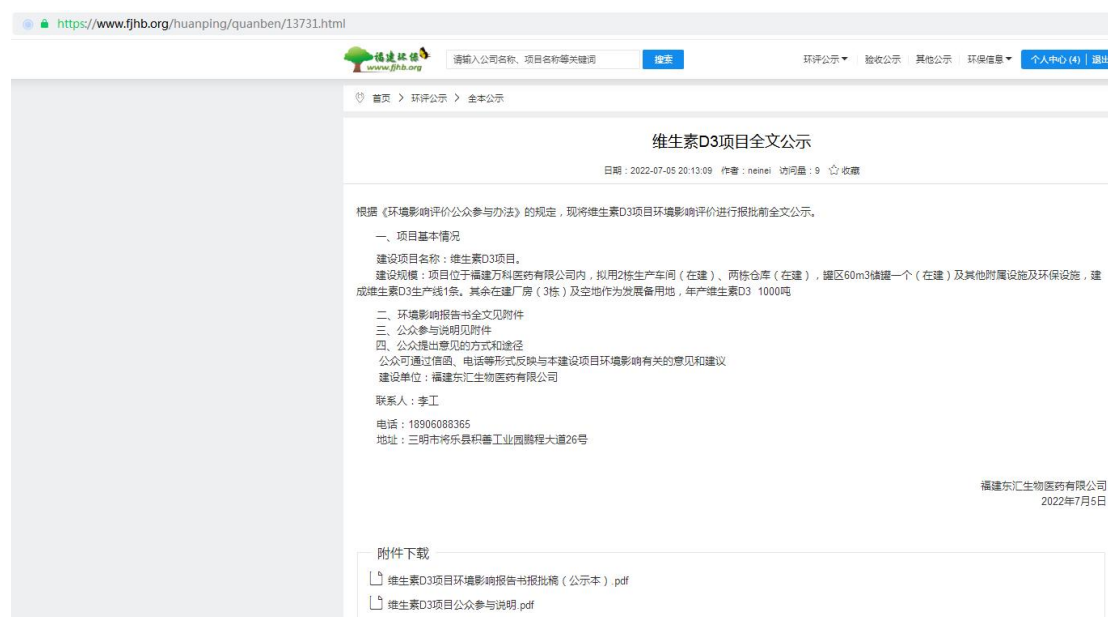 https://www.fjhb.org/huanping/quanben/13731.html
福建环保
www.fjhb.org
请输入公司名称、项目名称等关键词
搜索
环评公示
验收公示
其他公示
环保信息
个人中心 (4) | 退出
首页 > 环评公示 > 全本公示
维生素D3项目全文公示
日期:2022-07-05 20:13:09 作者:neinei 访问量:9 收藏
根据《环境影响评价公众参与办法》的规定,现将维生素D3项目环境影响评价进行报批前全文公示。
一、项目基本情况
建设项目名称:维生素D3项目。
建设规模:项目位于福建万科医药有限公司内,拟用2栋生产车间(在建)、两栋仓库(在建),罐区60m3储罐一个(在建)及其他附属设施及环保设施,建
成维生素D3生产线1条。其余在建厂房(3栋)及空地作为发展备用地,年产维生素D3 1000吨
二、环境影响报告书全文见附件
三、公众参与说明见附件
四、公众提出意见的方式和途径
公众可通过信函、电话等形式反映与本建设项目环境影响有关的意见和建议
建设单位:福建东汇生物医药有限公司
联系人:李工
电话:18906088365
地址:三明市将乐县积善工业园鹏程大道26号
福建东汇生物医药有限公司
2022年7月5日
附件下载
维生素D3项目环境影响报告书报批稿(公示本).pdf
维生素D3项目公众参与说明.pdf